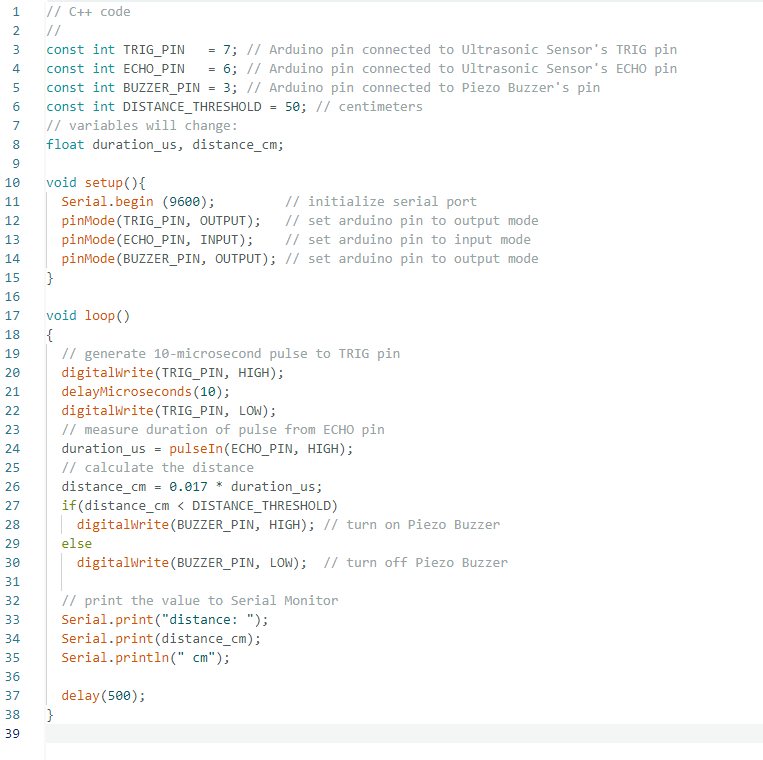 1 // C++ code
2 //
3 const int TRIG_PIN   = 7; // Arduino pin connected to Ultrasonic Sensor's TRIG pin
4 const int ECHO_PIN   = 6; // Arduino pin connected to Ultrasonic Sensor's ECHO pin
5 const int BUZZER_PIN = 3; // Arduino pin connected to Piezo Buzzer's pin
6 const int DISTANCE_THRESHOLD = 50; // centimeters
7 // variables will change:
8 float duration_us, distance_cm;
9
10 void setup(){
11   Serial.begin (9600);         // initialize serial port
12   pinMode(TRIG_PIN, OUTPUT);   // set arduino pin to output mode
13   pinMode(ECHO_PIN, INPUT);    // set arduino pin to input mode
14   pinMode(BUZZER_PIN, OUTPUT); // set arduino pin to output mode
15 }
16
17 void loop()
18 {
19   // generate 10-microsecond pulse to TRIG pin
20   digitalWrite(TRIG_PIN, HIGH);
21   delayMicroseconds(10);
22   digitalWrite(TRIG_PIN, LOW);
23   // measure duration of pulse from ECHO pin
24   duration_us = pulseIn(ECHO_PIN, HIGH);
25   // calculate the distance
26   distance_cm = 0.017 * duration_us;
27   if(distance_cm < DISTANCE_THRESHOLD)
28     digitalWrite(BUZZER_PIN, HIGH); // turn on Piezo Buzzer
29   else
30     digitalWrite(BUZZER_PIN, LOW);  // turn off Piezo Buzzer
31
32   // print the value to Serial Monitor
33   Serial.print("distance: ");
34   Serial.print(distance_cm);
35   Serial.println(" cm");
36
37   delay(500);
38 }
39